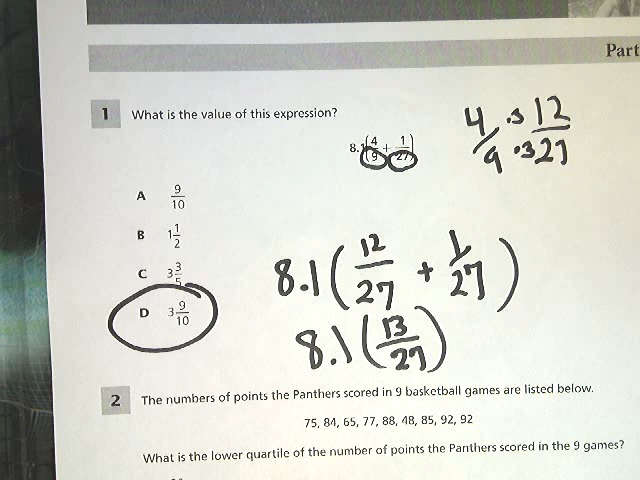 Part
1 What is the value of this expression?
8.1(4/9 + 1/27)
4/9 ·3 ·3 12/27
A 9/10
B 1 1/2
C 3 3/5
D 3 9/10
8.1(12/27 + 1/27)
8.1(13/27)
2 The numbers of points the Panthers scored in 9 basketball games are listed below.
75, 84, 65, 77, 88, 48, 85, 92, 92
What is the lower quartile of the number of points the Panthers scored in the 9 games?